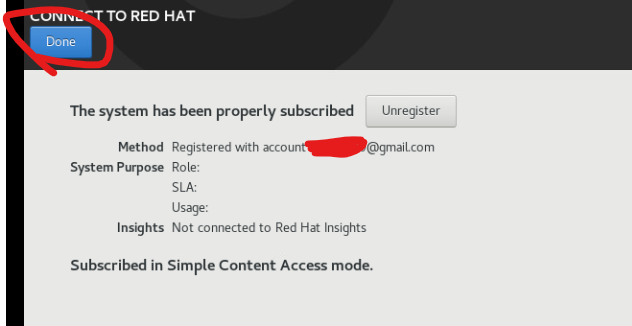 CONNECT TO RED HAT
Done
The system has been properly subscribed Unregister
Method Registered with account @gmail.com
System Purpose Role:
SLA:
Usage:
Insights Not connected to Red Hat Insights
Subscribed in Simple Content Access mode.